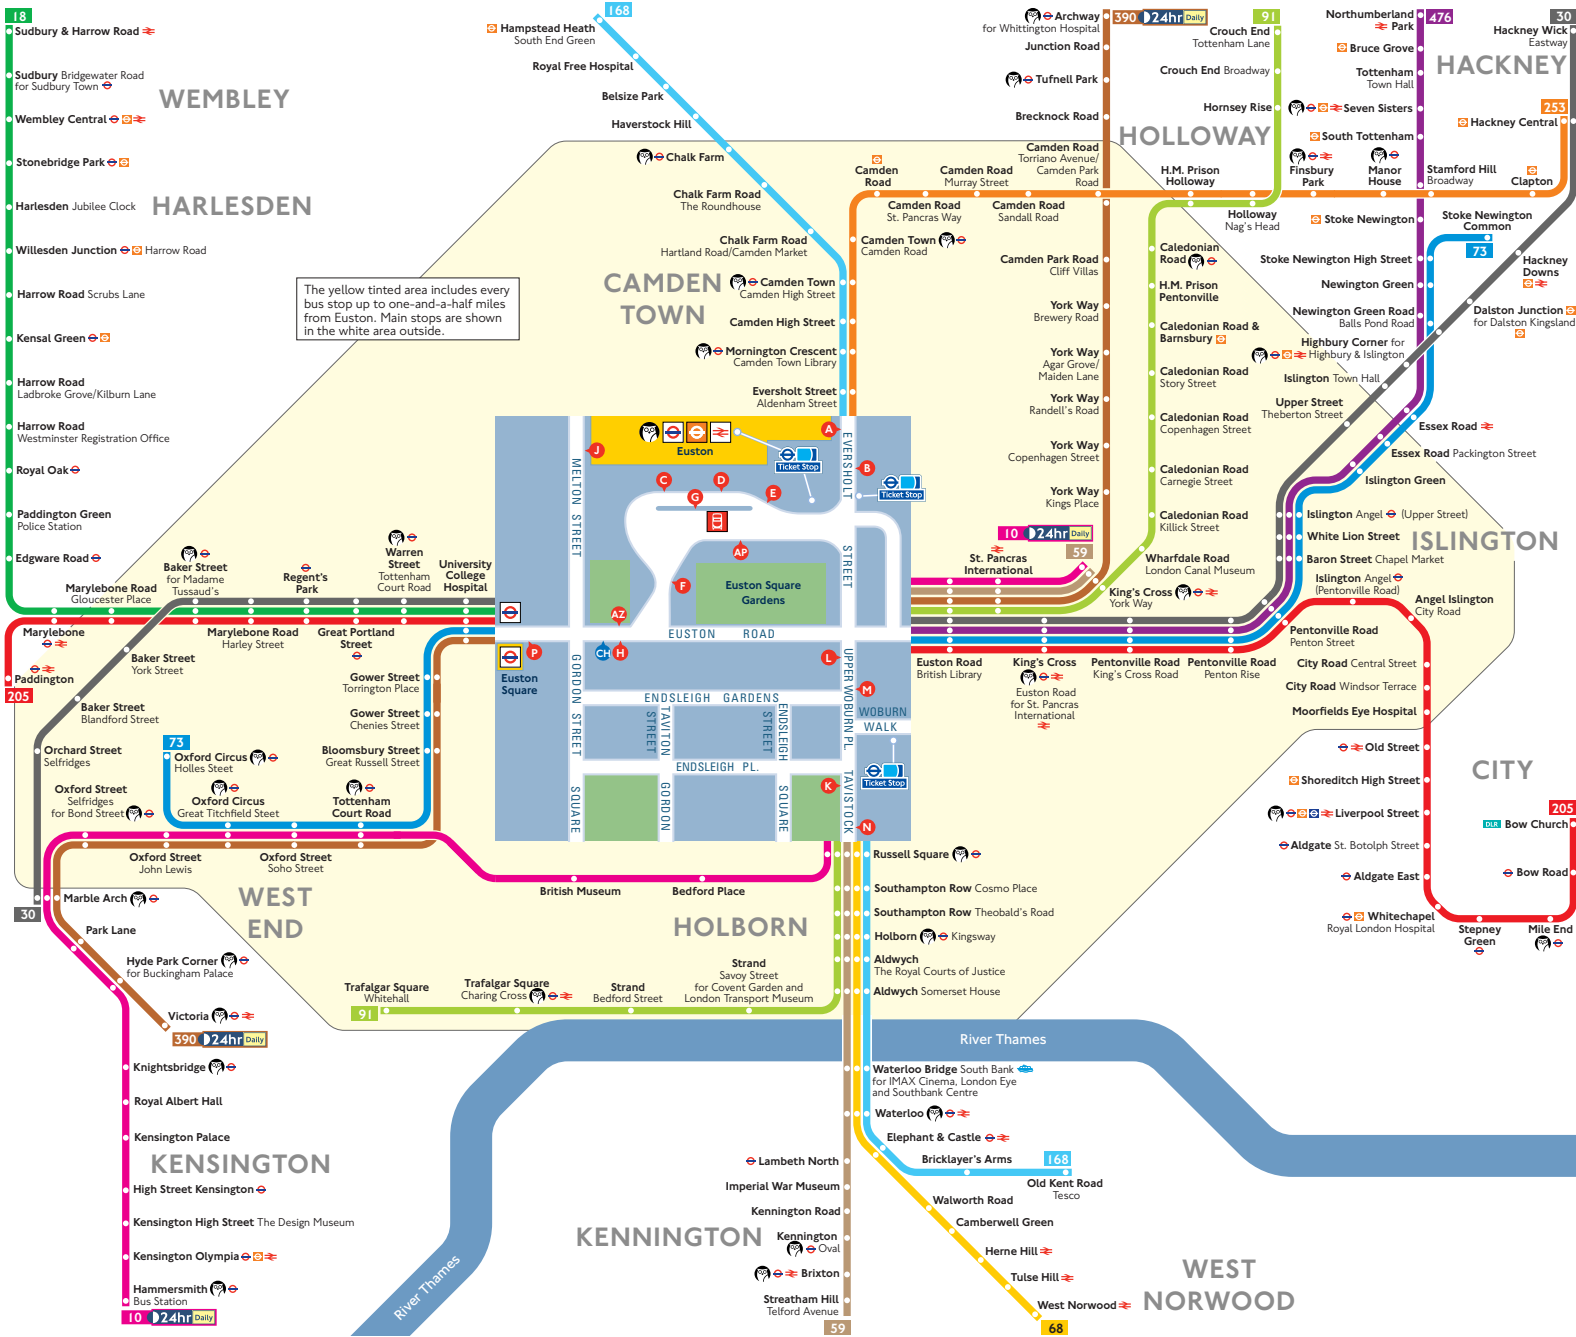 18
Sudbury & Harrow Road
Sudbury Bridgewater Road
for Sudbury Town
WEMBLEY
Wembley Central
Stonebridge Park
Harlesden Jubilee Clock
HARLESDEN
Willesden Junction Harrow Road
Harrow Road Scrubs Lane
Kensal Green
Harrow Road
Ladbroke Grove/Kilburn Lane
Harrow Road
Westminster Registration Office
Royal Oak
Paddington Green
Police Station
Edgware Road
Marylebone Road
Gloucester Place
Baker Street
for Madame
Tussaud's
Regent's
Park
Warren
Street
Tottenham
Court Road
University
College
Hospital
Marylebone
Marylebone Road
Harley Street
Great Portland
Street
Paddington
205
Baker Street
York Street
Baker Street
Blandford Street
Orchard Street
Selfridges
Gower Street
Torrington Place
Gower Street
Chenies Street
Bloomsbury Street
Great Russell Street
73
Oxford Circus
Holles Steet
Oxford Circus
Great Titchfield Steet
Tottenham
Court Road
Oxford Street
Selfridges
for Bond Street
Oxford Street
John Lewis
Oxford Street
Soho Street
WEST
END
Marble Arch
30
Park Lane
Hyde Park Corner
for Buckingham Palace
Victoria
390 24hr Daily
Knightsbridge
Royal Albert Hall
Kensington Palace
KENSINGTON
High Street Kensington
Kensington High Street The Design Museum
Kensington Olympia
Hammersmith
Bus Station
10 24hr Daily
168
Hampstead Heath
South End Green
Royal Free Hospital
Belsize Park
Haverstock Hill
Chalk Farm
Chalk Farm Road
The Roundhouse
Chalk Farm Road
Hartland Road/Camden Market
CAMDEN
TOWN
Camden Town
Camden High Street
Camden High Street
Mornington Crescent
Camden Town Library
Eversholt Street
Aldenham Street
The yellow tinted area includes every
bus stop up to one-and-a-half miles
from Euston. Main stops are shown
in the white area outside.
Camden
Road
Camden Road
Murray Street
Camden Road
St. Pancras Way
Camden Road
Sandall Road
Camden Town
Camden Road
Archway
for Whittington Hospital
390 24hr Daily
Junction Road
Tufnell Park
Brecknock Road
Camden Road
Torriano Avenue/
Camden Park
Road
Camden Park Road
Cliff Villas
York Way
Brewery Road
York Way
Agar Grove/
Maiden Lane
York Way
Randell's Road
York Way
Copenhagen Street
York Way
Kings Place
91
Crouch End
Tottenham Lane
Crouch End Broadway
Hornsey Rise
HOLLOWAY
H.M. Prison
Holloway
Holloway
Nag's Head
Caledonian
Road
H.M. Prison
Pentonville
Caledonian Road &
Barnsbury
Caledonian Road
Story Street
Caledonian Road
Copenhagen Street
Caledonian Road
Carnegie Street
Caledonian Road
Killick Street
Wharfdale Road
London Canal Museum
King's Cross
York Way
Northumberland
Park
476
Bruce Grove
Tottenham
Town Hall
Seven Sisters
South Tottenham
Finsbury
Park
Manor
House
Stamford Hill
Broadway
Clapton
Stoke Newington
Stoke Newington
Common
73
Stoke Newington High Street
Newington Green
Newington Green Road
Balls Pond Road
30
Hackney Wick
Eastway
HACKNEY
253
Hackney Central
Hackney
Downs
Dalston Junction
for Dalston Kingsland
Highbury Corner for
Highbury & Islington
Islington Town Hall
Upper Street
Theberton Street
Essex Road
Essex Road Packington Street
Islington Green
Islington Angel (Upper Street)
White Lion Street
Baron Street Chapel Market
ISLINGTON
Islington Angel
(Pentonville Road)
Angel Islington
City Road
Pentonville Road
Penton Street
City Road Central Street
City Road Windsor Terrace
Moorfields Eye Hospital
Old Street
CITY
Shoreditch High Street
Liverpool Street
Aldgate St. Botolph Street
Aldgate East
Whitechapel
Royal London Hospital
Stepney
Green
Mile End
205
DLR Bow Church
Bow Road
10 24hr Daily
59
St. Pancras
International
Euston Road
British Library
King's Cross
Euston Road
for St. Pancras
International
Pentonville Road
King's Cross Road
Pentonville Road
Penton Rise
Euston
Ticket Stop
Ticket Stop
Ticket Stop
MELTON STREET
EVERSHOLT STREET
A
B
C
D
E
F
G
J
AP
AZ
CH
H
P
L
M
K
N
Euston Square
Gardens
EUSTON ROAD
Euston
Square
GORDON STREET
ENDSLEIGH GARDENS
TAVITON
STREET
ENDSLEIGH
STREET
UPPER WOBURN PL.
WOBURN
WALK
ENDSLEIGH PL.
SQUARE
GORDON
SQUARE
TAVISTOCK
British Museum
Bedford Place
HOLBORN
Russell Square
Southampton Row Cosmo Place
Southampton Row Theobald's Road
Holborn Kingsway
Aldwych
The Royal Courts of Justice
Aldwych Somerset House
Trafalgar Square
Whitehall
91
Trafalgar Square
Charing Cross
Strand
Bedford Street
Strand
Savoy Street
for Covent Garden and
London Transport Museum
River Thames
River Thames
Waterloo Bridge South Bank
for IMAX Cinema, London Eye
and Southbank Centre
Waterloo
Elephant & Castle
Bricklayer's Arms
168
Old Kent Road
Tesco
Lambeth North
Imperial War Museum
Kennington Road
KENNINGTON
Kennington
Oval
Brixton
Streatham Hill
Telford Avenue
59
Walworth Road
Camberwell Green
Herne Hill
Tulse Hill
West Norwood
68
WEST
NORWOOD